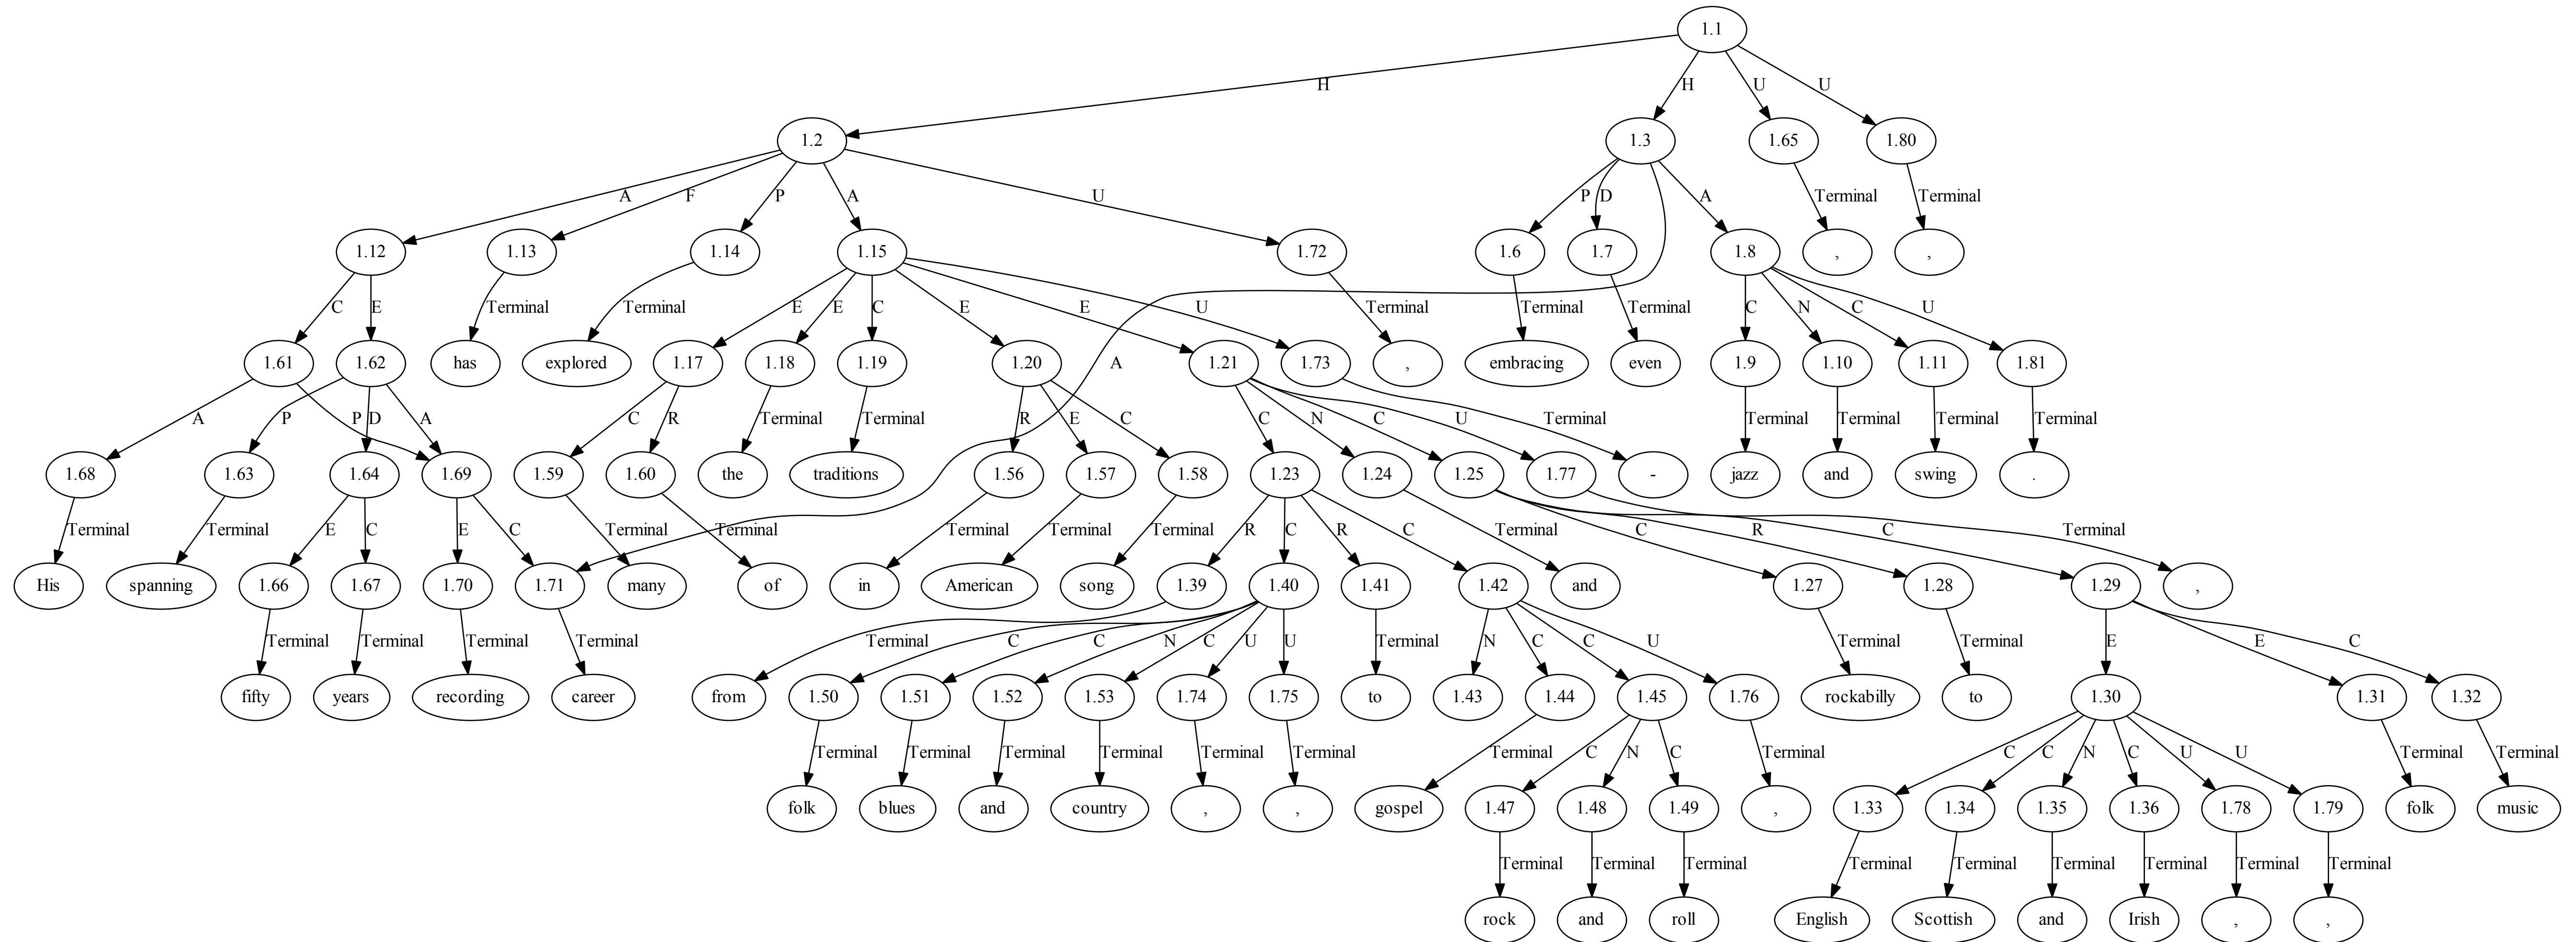 1.1
H H U U
1.2 1.3 1.65 1.80
A F P A U P D A Terminal Terminal
1.12 1.13 1.14 1.15 1.72 1.6 1.7 1.8 , ,
C E Terminal Terminal E E C E E U Terminal Terminal Terminal C N C U
1.61 1.62 has explored 1.17 1.18 1.19 1.20 1.21 1.73 , embracing even 1.9 1.10 1.11 1.81
A P P D A C R Terminal Terminal R E C A C N C U Terminal Terminal Terminal Terminal Terminal
1.68 1.63 1.64 1.69 1.59 1.60 the traditions 1.56 1.57 1.58 1.23 1.24 1.25 1.77 - jazz and swing .
Terminal Terminal E C E C Terminal Terminal Terminal Terminal Terminal R C R C Terminal C R C Terminal
His spanning 1.66 1.67 1.70 1.71 many of in American song 1.39 1.40 1.41 1.42 and 1.27 1.28 1.29 ,
Terminal Terminal Terminal Terminal Terminal C C N C U U Terminal N C C U Terminal Terminal E E C
fifty years recording career from 1.50 1.51 1.52 1.53 1.74 1.75 to 1.43 1.44 1.45 1.76 rockabilly to 1.30 1.31 1.32
Terminal Terminal Terminal Terminal Terminal Terminal Terminal C N C Terminal C C N C U U Terminal Terminal
folk blues and country , , gospel 1.47 1.48 1.49 , 1.33 1.34 1.35 1.36 1.78 1.79 folk music
Terminal Terminal Terminal Terminal Terminal Terminal Terminal Terminal Terminal
rock and roll English Scottish and Irish , ,